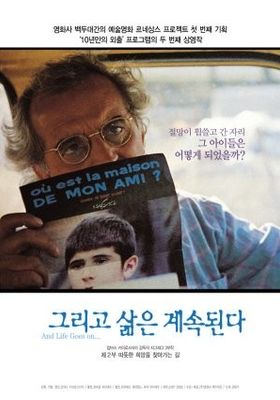 영화사 백두대간의 예술영화 르네상스 프로젝트 첫 번째 기획
'10년만의 외출' 프로그램의 두 번째 상영작
절망이 휩쓸고 간 자리
그 아이들은
어떻게 되었을까?
OÙ EST LA MAISON
DE MON AMI ?
그리고 삶은 계속된다
And Life Goes on...
제2부 따뜻한 희망을 찾아가는 길